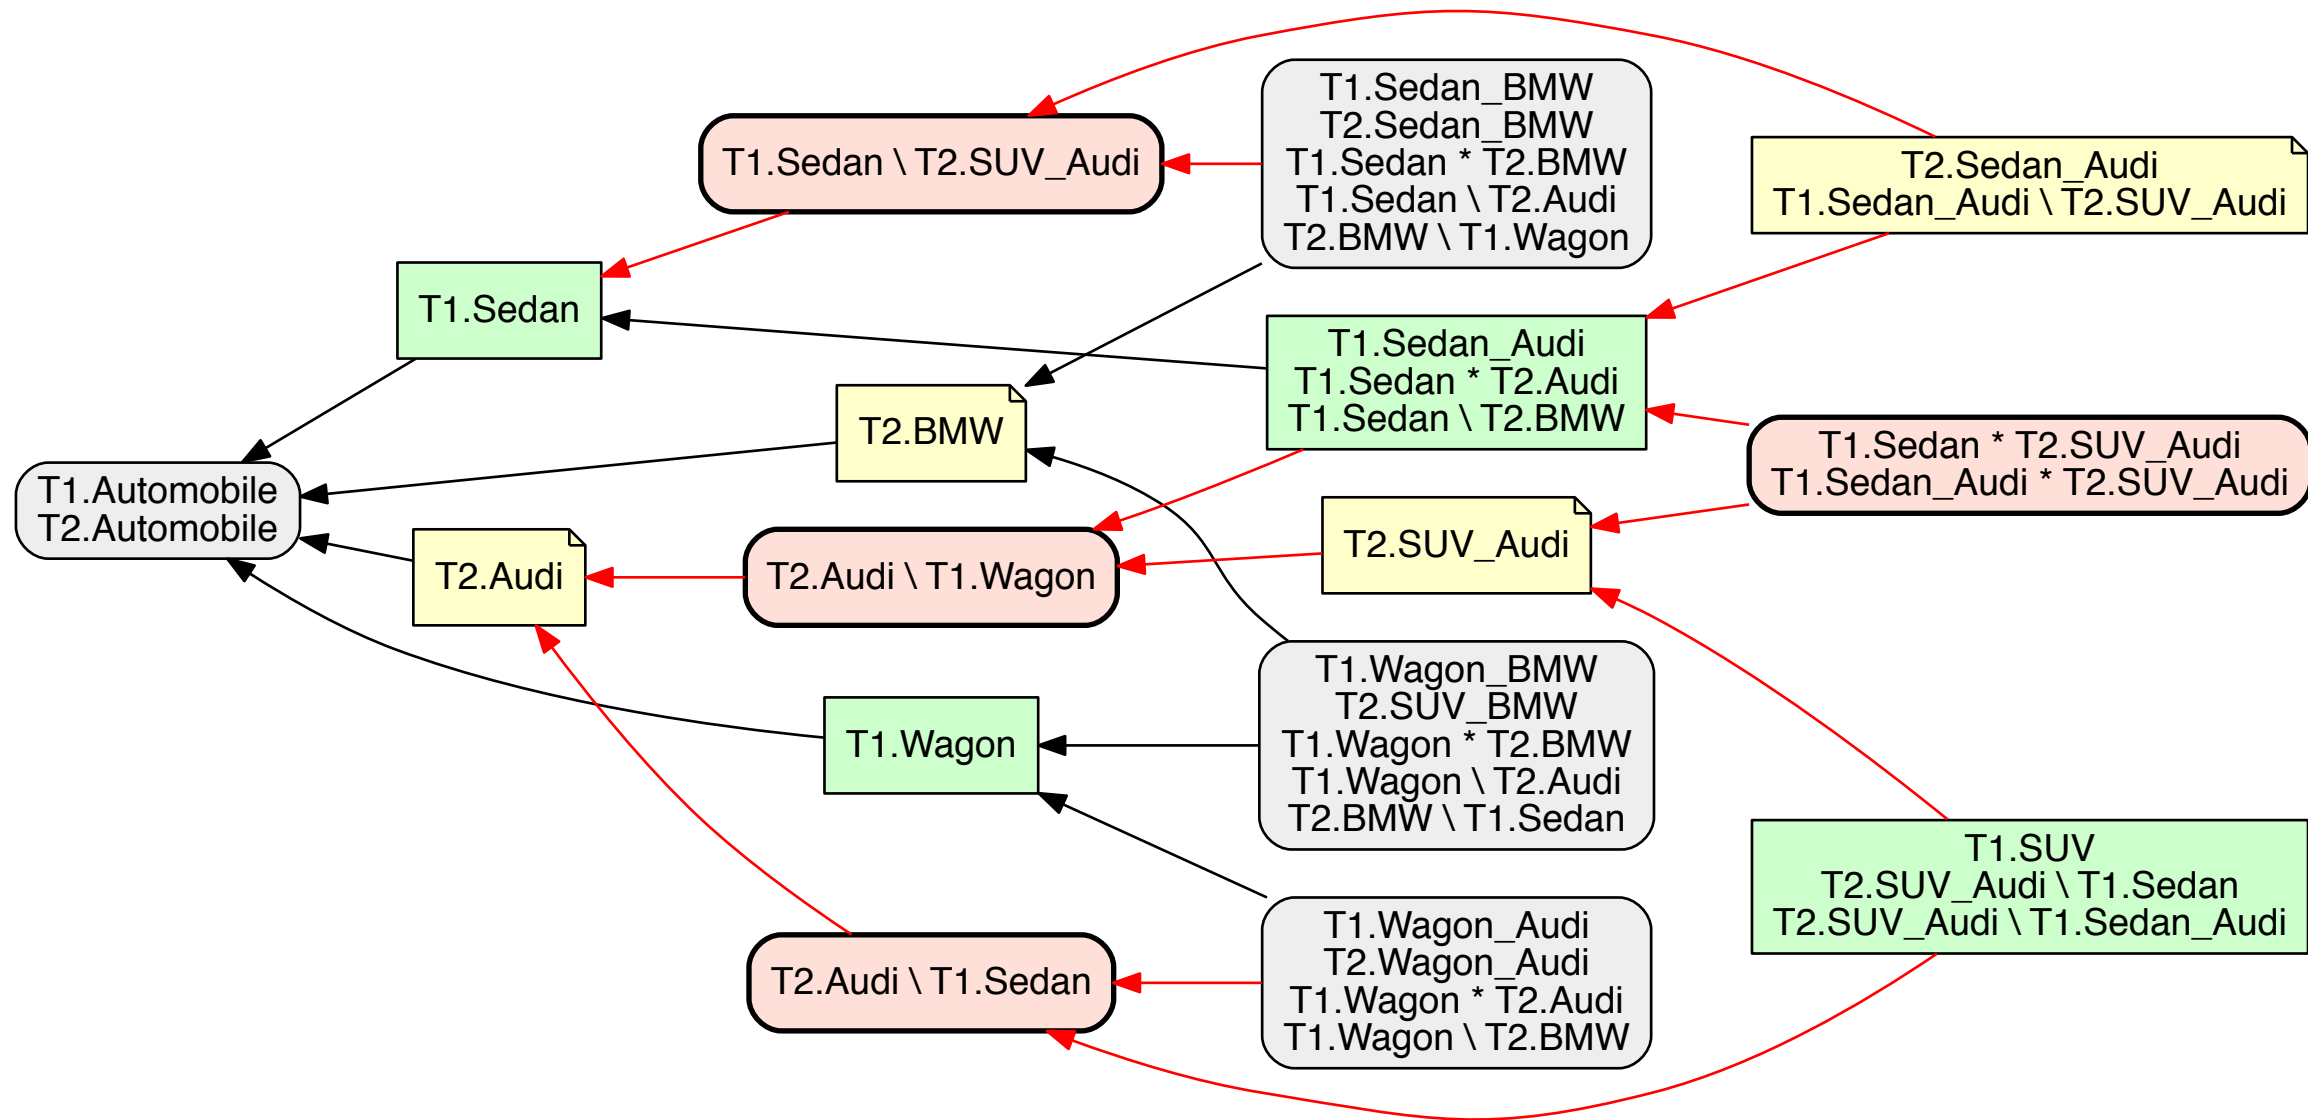 T1.Automobile
T2.Automobile
T1.Sedan
T2.Audi
T1.Sedan \ T2.SUV_Audi
T2.BMW
T2.Audi \ T1.Wagon
T1.Wagon
T2.Audi \ T1.Sedan
T1.Sedan_BMW
T2.Sedan_BMW
T1.Sedan * T2.BMW
T1.Sedan \ T2.Audi
T2.BMW \ T1.Wagon
T1.Sedan_Audi
T1.Sedan * T2.Audi
T1.Sedan \ T2.BMW
T2.SUV_Audi
T1.Wagon_BMW
T2.SUV_BMW
T1.Wagon * T2.BMW
T1.Wagon \ T2.Audi
T2.BMW \ T1.Sedan
T1.Wagon_Audi
T2.Wagon_Audi
T1.Wagon * T2.Audi
T1.Wagon \ T2.BMW
T2.Sedan_Audi
T1.Sedan_Audi \ T2.SUV_Audi
T1.Sedan * T2.SUV_Audi
T1.Sedan_Audi * T2.SUV_Audi
T1.SUV
T2.SUV_Audi \ T1.Sedan
T2.SUV_Audi \ T1.Sedan_Audi